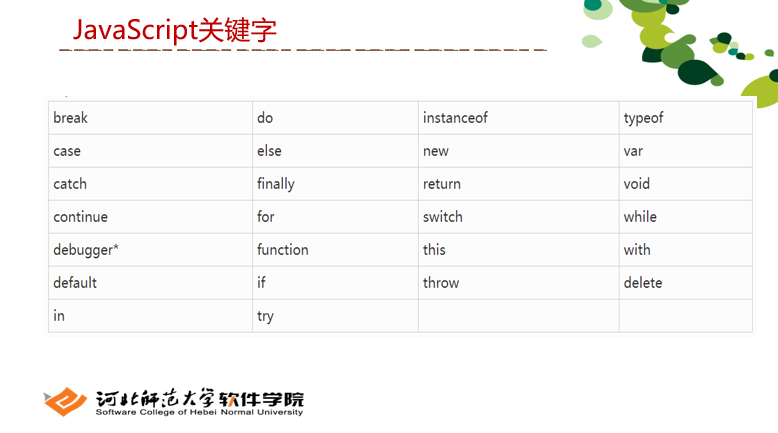 JavaScript关键字
break do instanceof typeof
case else new var
catch finally return void
continue for switch while
debugger* function this with
default if throw delete
in try
河北师范大学软件学院
Software College of Hebei Normal University